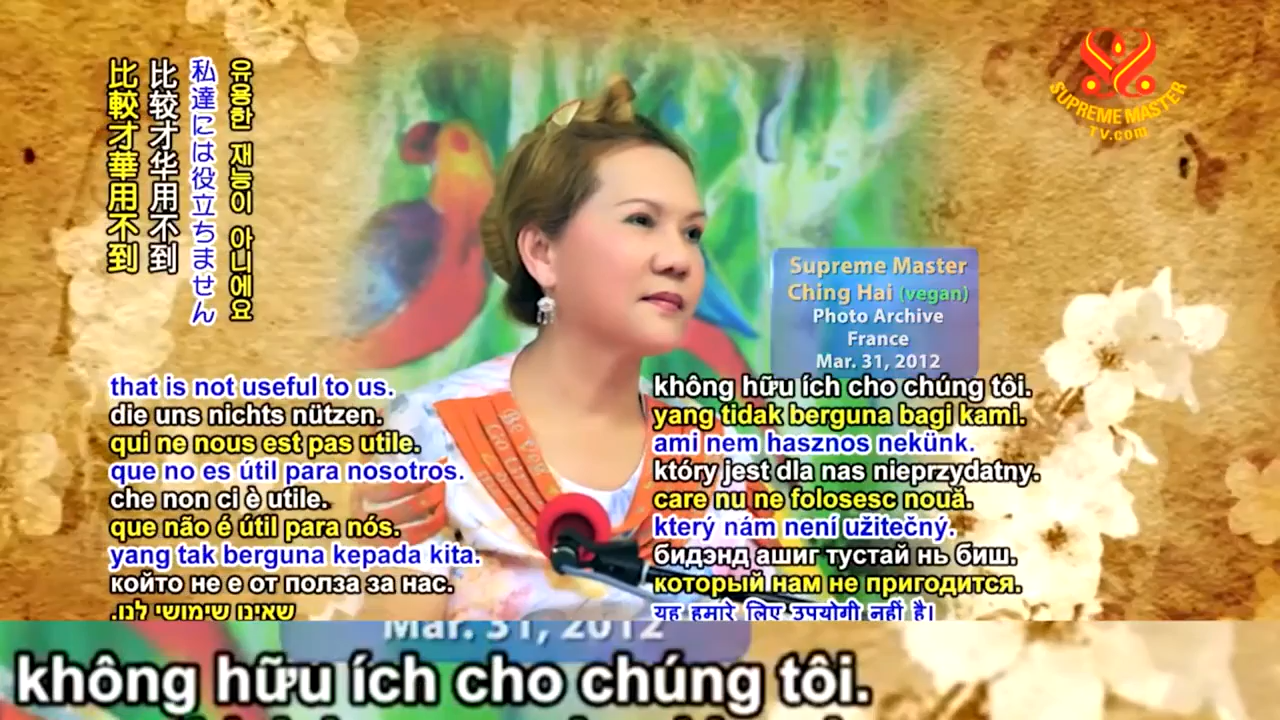 유용한 재능이 아니에요
私達には役立ちません
比较才华用不到
比較才華用不到
SUPREME MASTER
TV.com
Supreme Master
Ching Hai (vegan)
Photo Archive
France
Mar. 31, 2012
that is not useful to us.
die uns nichts nützen.
qui ne nous est pas utile.
que no es útil para nosotros.
che non ci è utile.
que não é útil para nós.
yang tak berguna kepada kita.
който не е от полза за нас.
שאינו שימושי לנו.
không hữu ích cho chúng tôi.
yang tidak berguna bagi kami.
ami nem hasznos nekünk.
który jest dla nas nieprzydatny.
care nu ne folosesc nouă.
který nám není užitečný.
бидэнд ашиг тустай нь биш.
который нам не пригодится.
यह हमारे लिए उपयोगी नहीं है।
Be Veg
Mar. 31, 2012
không hữu ích cho chúng tôi.